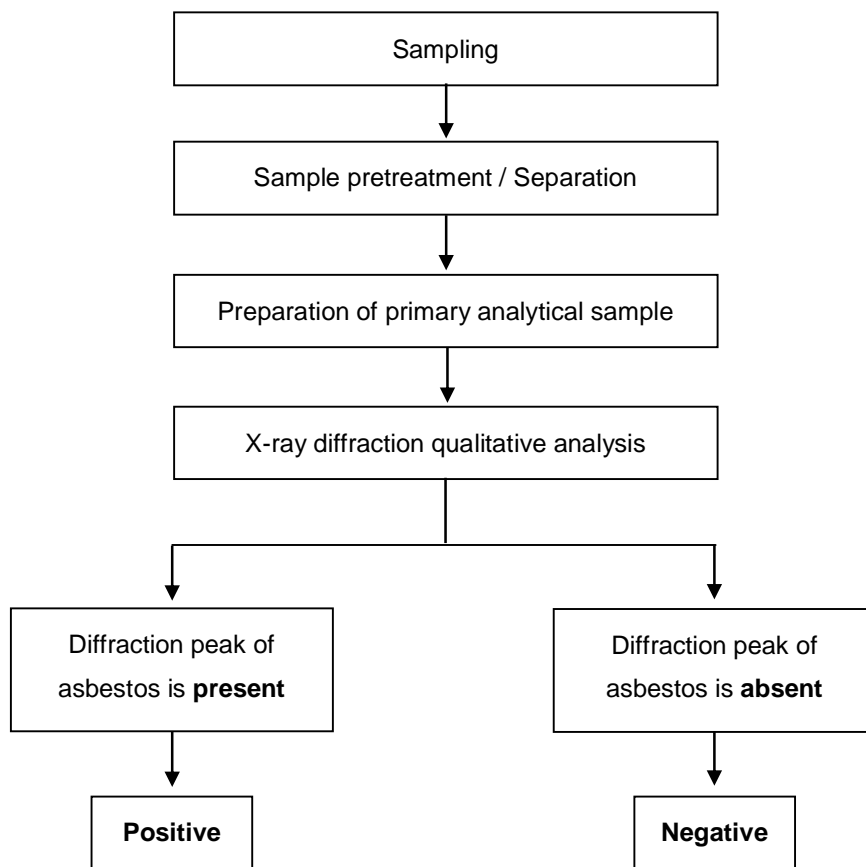 Sampling
Sample pretreatment / Separation
Preparation of primary analytical sample
X-ray diffraction qualitative analysis
Diffraction peak of
asbestos is present
Diffraction peak of
asbestos is absent
Positive
Negative